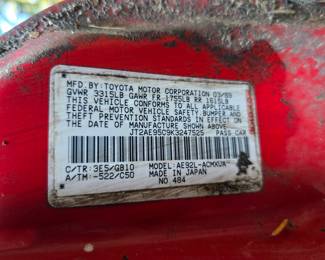 MFD. BY: TOYOTA MOTOR CORPORATION 03/89
GVWR 3315LB GAWR FR 1755LB RR 1615LB
THIS VEHICLE CONFORMS TO ALL APPLICABLE
FEDERAL MOTOR VEHICLE SAFETY, BUMPER, AND
THEFT PREVENTION STANDARDS IN EFFECT ON THE
DATE OF MANUFACTURE SHOWN ABOVE.
JT2AE95C9K3247525 PASS. CAR
C/TR: 3E5/GB10 MODEL: AE92L-ACMXUA
A/TM: -522/C50 MADE IN JAPAN
NO. 484